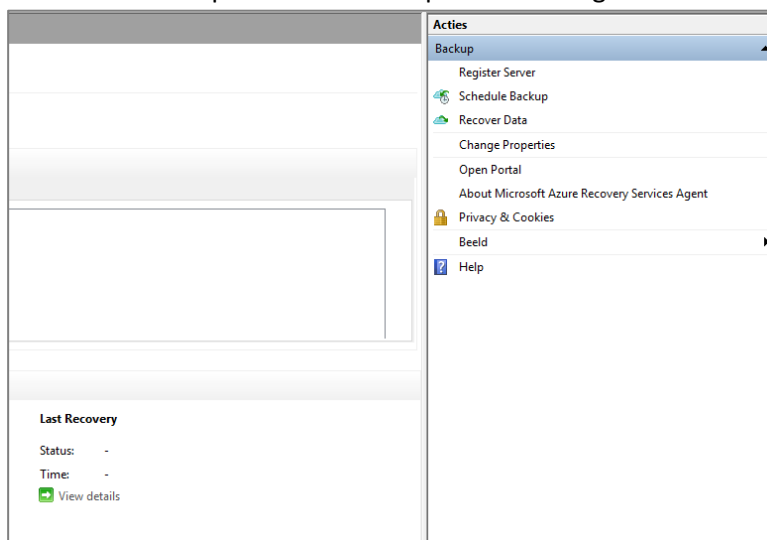 Acties
Backup
Register Server
Schedule Backup
Recover Data
Change Properties
Open Portal
About Microsoft Azure Recovery Services Agent
Privacy & Cookies
Beeld
Help
Last Recovery
Status: -
Time: -
View details